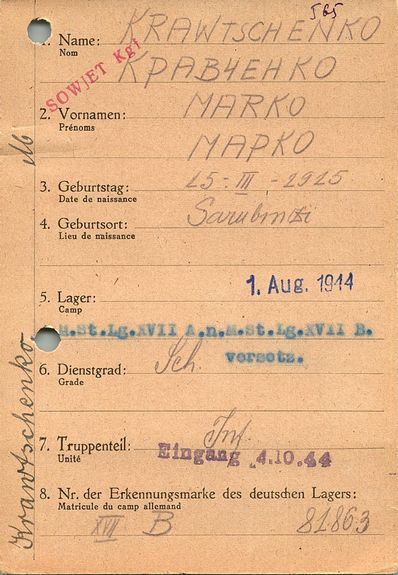 565
1. Name: KRAWTSCHENKO
Nom
КРАВЧЕНКО
SOWJET Kgf
2. Vornamen: MARKO
Prénoms
МАРКО
3. Geburtstag: 15-III-1925
Date de naissance
4. Geburtsort: Sarubinzi
Lieu de naissance
1. Aug. 1944
5. Lager:
Camp
M.St.Lg.XVII A.n.M.St.Lg.XVII B.
versetz.
6. Dienstgrad: Sch.
Grade
7. Truppenteil: Inf.
Unité
Eingang 4.10.44
8. Nr. der Erkennungsmarke des deutschen Lagers:
Matricule du camp allemand
XVII B 81863
Krawtschenko